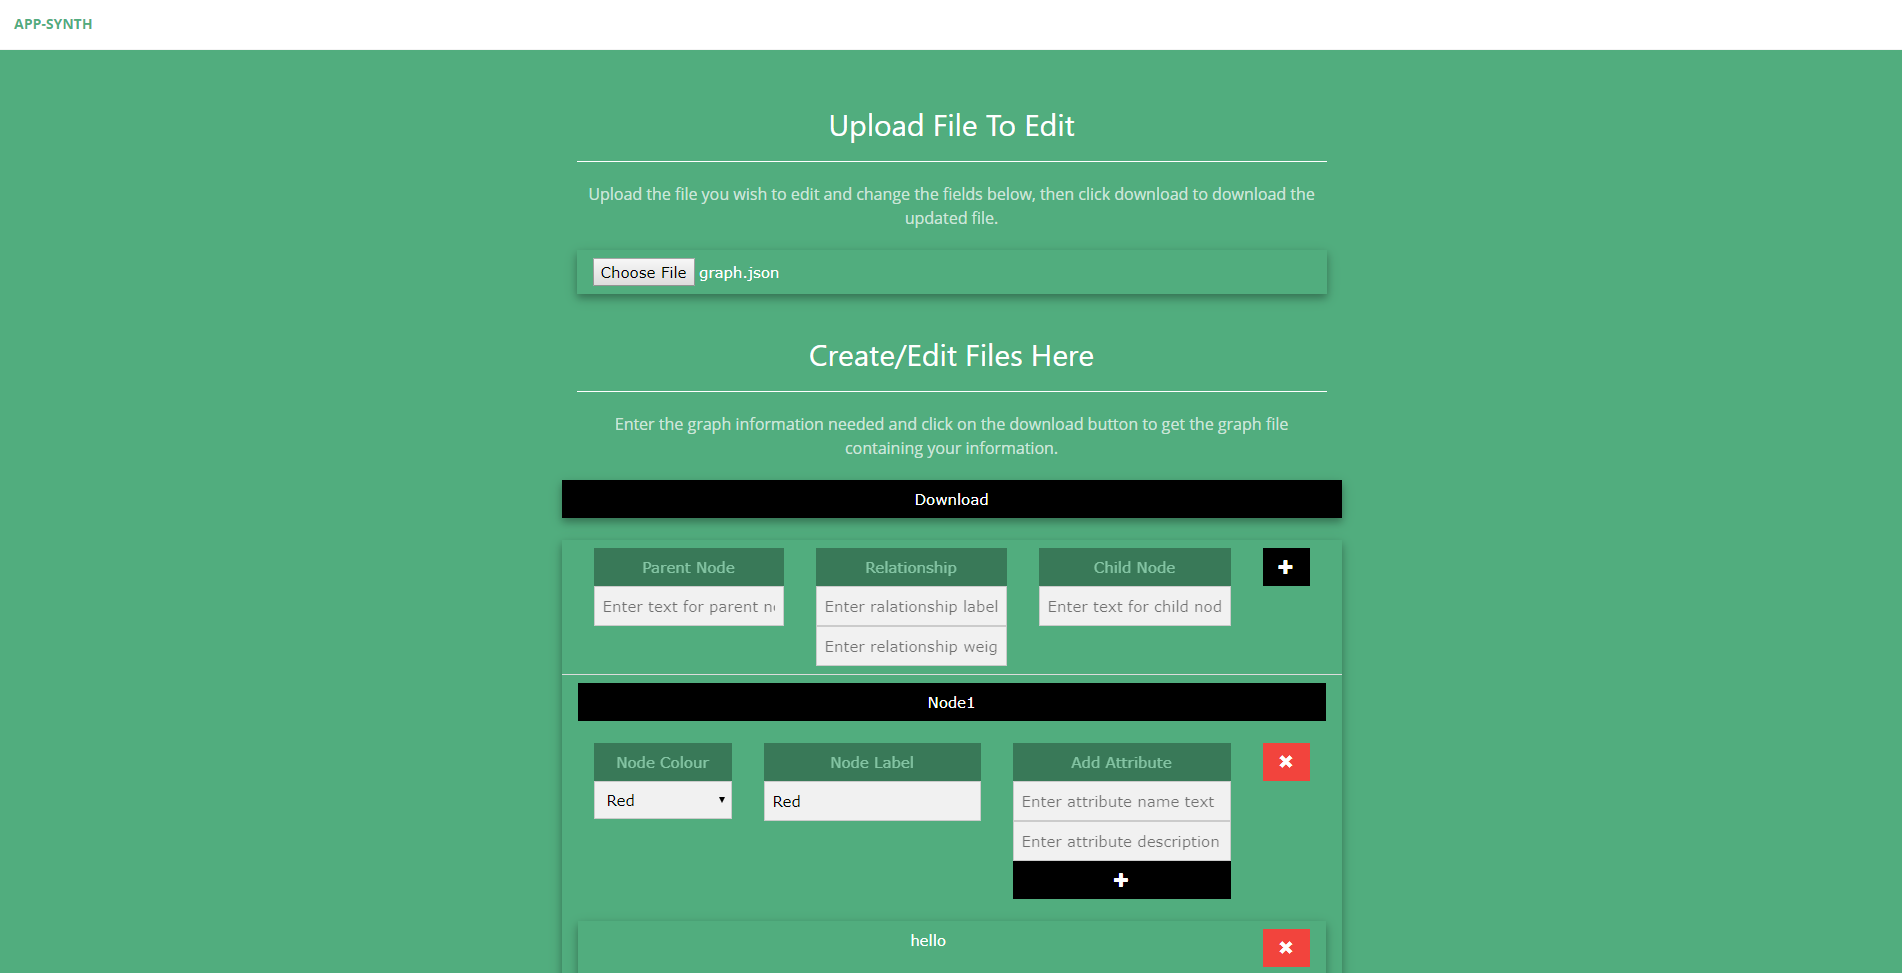 APP-SYNTH
Upload File To Edit
Upload the file you wish to edit and change the fields below, then click download to download the
updated file.
Choose File graph.json
Create/Edit Files Here
Enter the graph information needed and click on the download button to get the graph file
containing your information.
Download
Parent Node Relationship Child Node
Enter text for parent n Enter ralationship label Enter text for child nod
Enter relationship weig
Node1
Node Colour Node Label Add Attribute
Red Red Enter attribute name text
Enter attribute description
hello